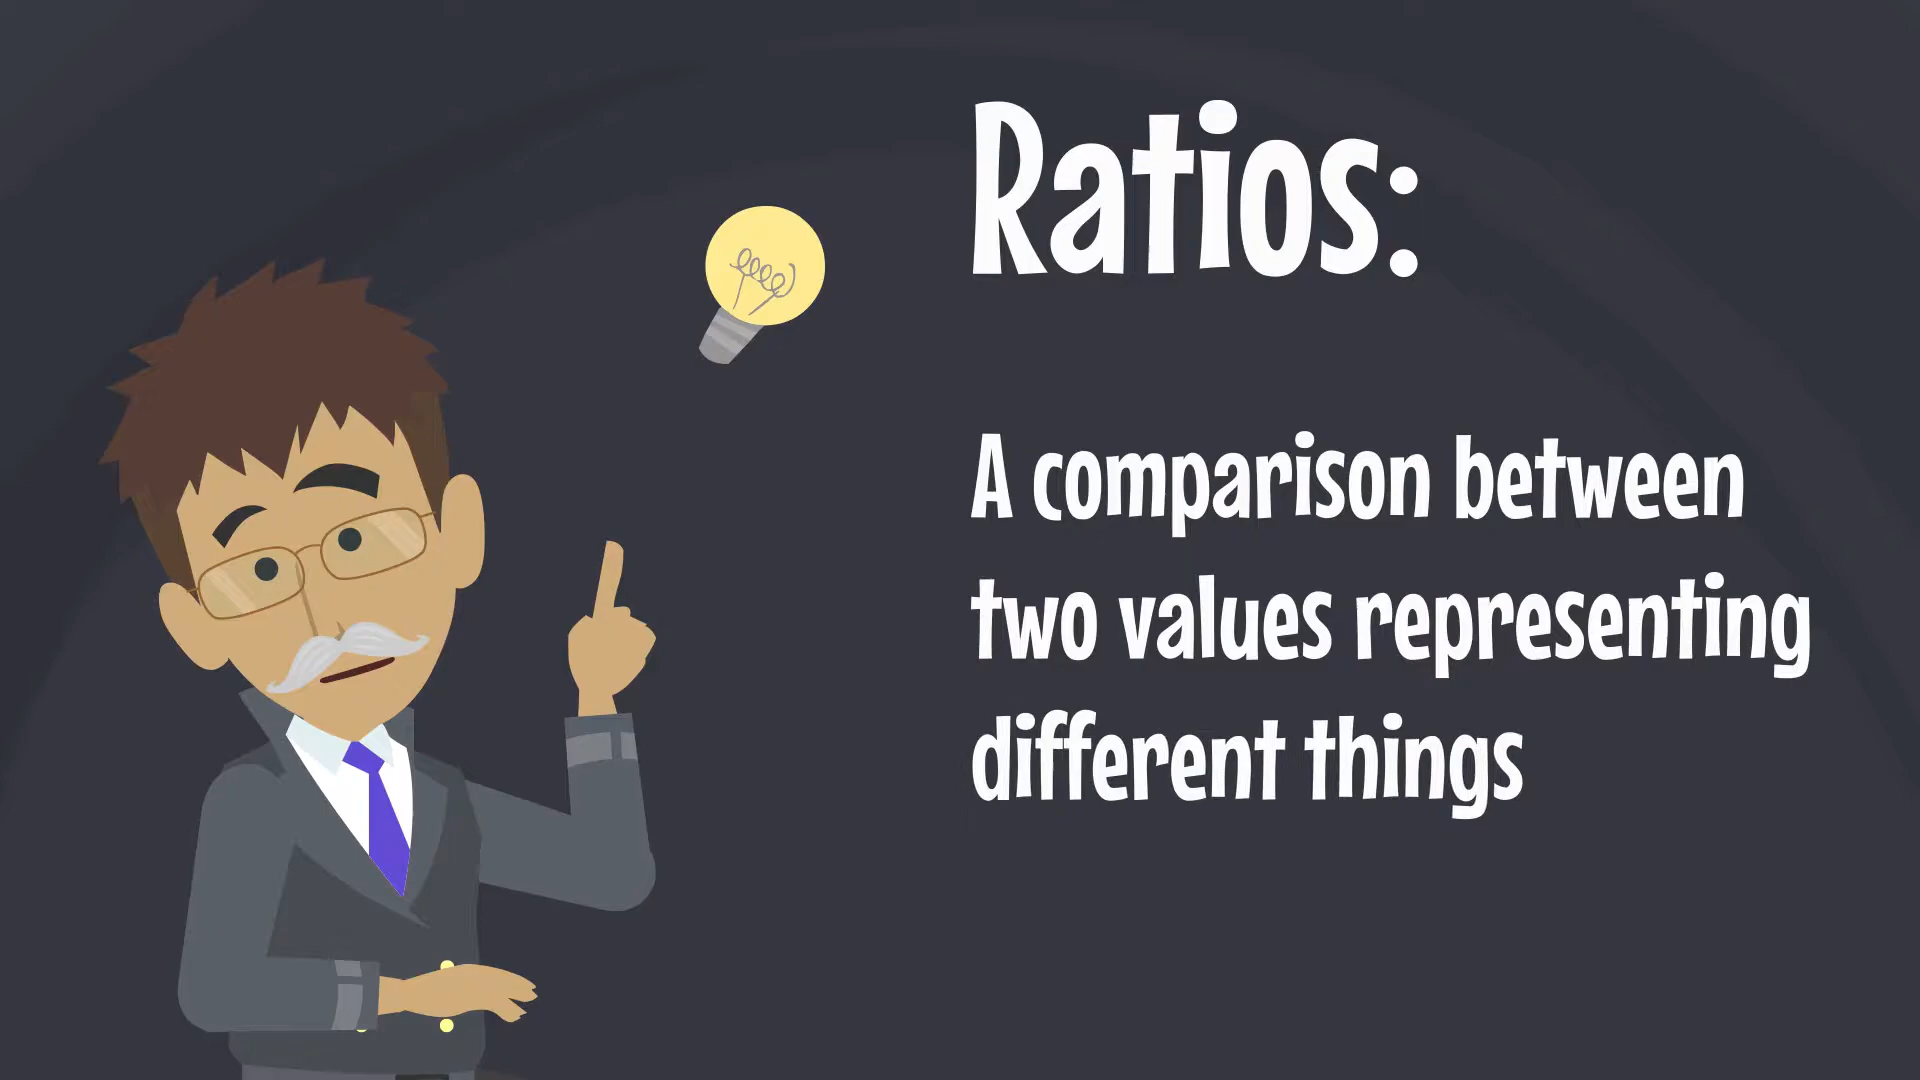 Ratios:
A comparison between
two values representing
different things